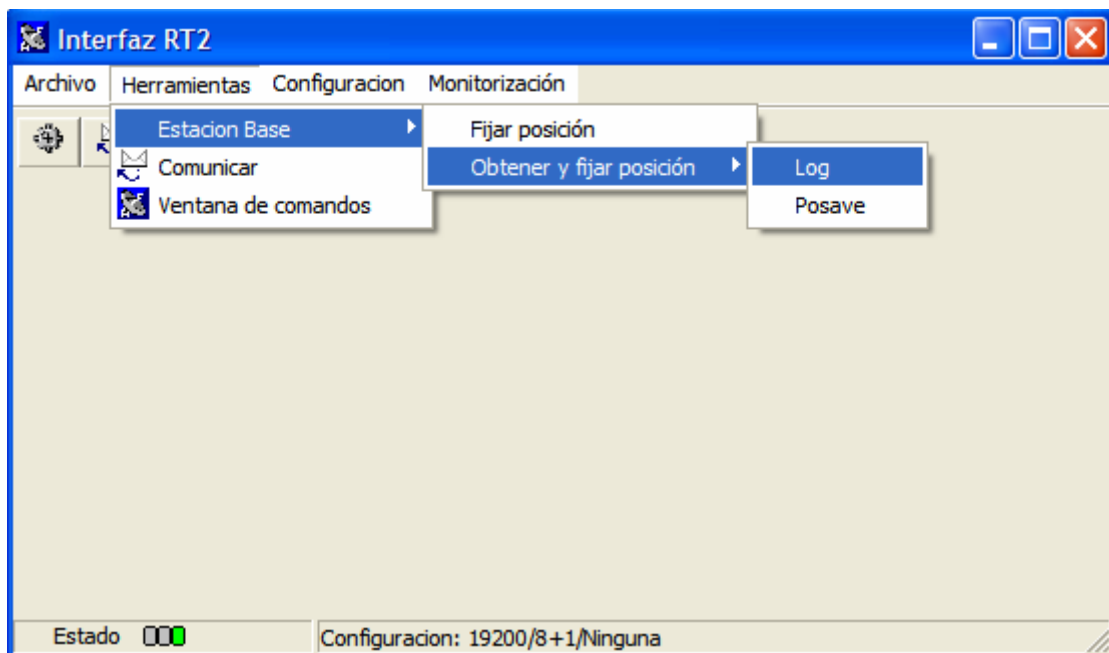 Interfaz RT2
Archivo Herramientas Configuracion Monitorización
Estacion Base Fijar posición
Comunicar Obtener y fijar posición Log
Ventana de comandos Posave
Estado Configuracion: 19200/8+1/Ninguna